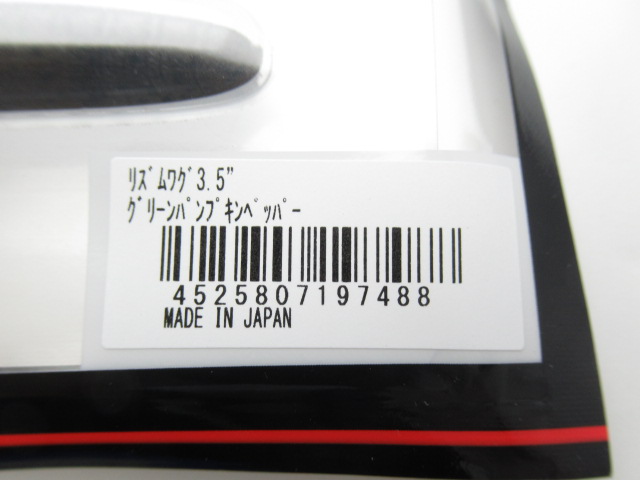 ﾘｽﾞﾑﾜｸﾞ3.5"
ｸﾞﾘｰﾝﾊﾟﾝﾌﾟｷﾝﾍﾟｯﾊﾟｰ
4525807197488
MADE IN JAPAN